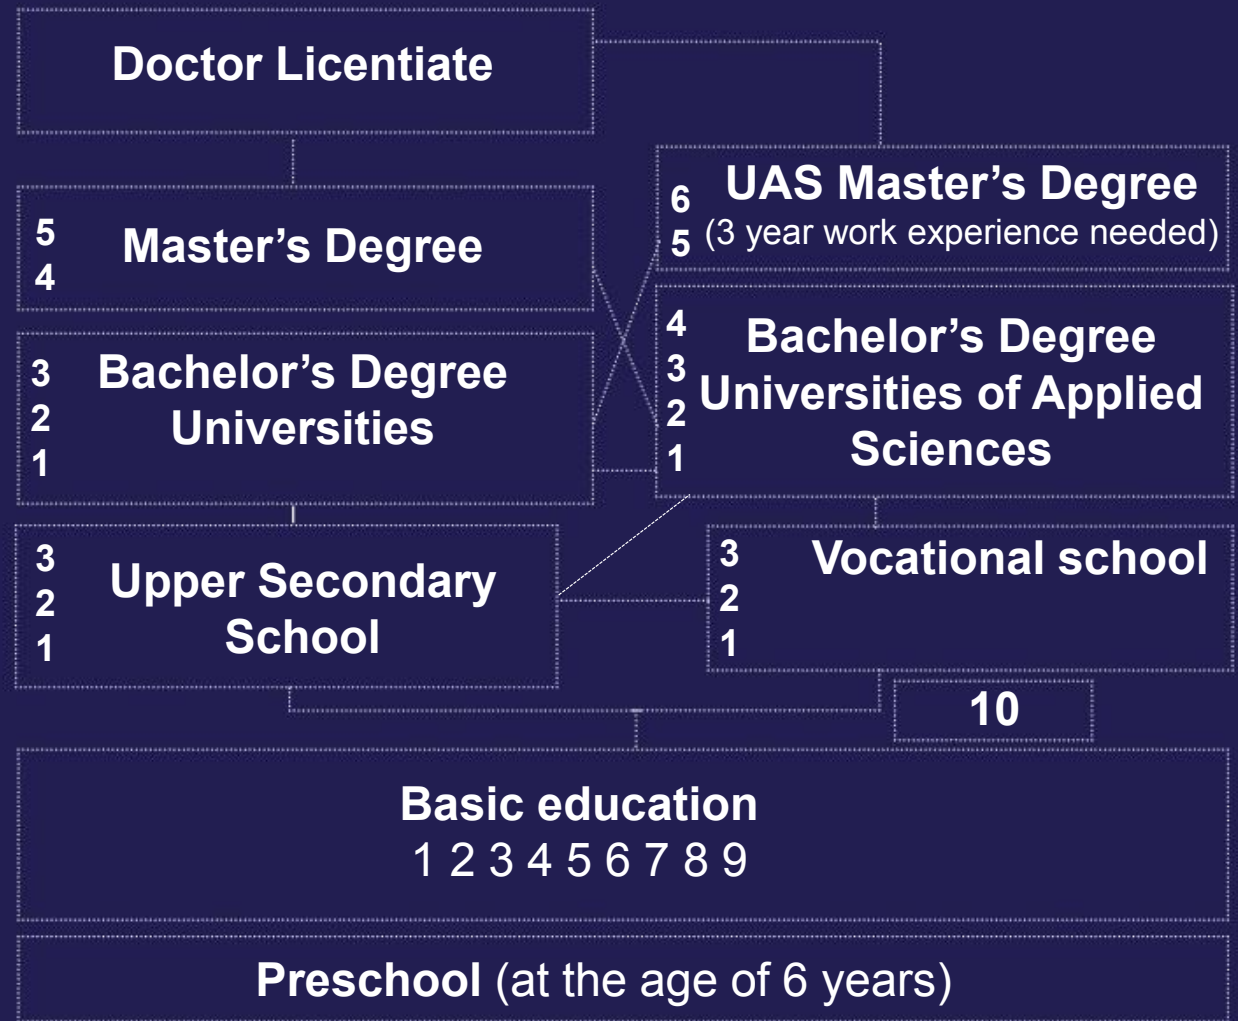 Doctor Licentiate
6 UAS Master's Degree
5 (3 year work experience needed)
5
4
Master's Degree
3
2
1
Bachelor's Degree
Universities
4
3
2
1
Bachelor's Degree
Universities of Applied
Sciences
3
2
1
Upper Secondary
School
3
2
1
Vocational school
10
Basic education
1 2 3 4 5 6 7 8 9
Preschool (at the age of 6 years)